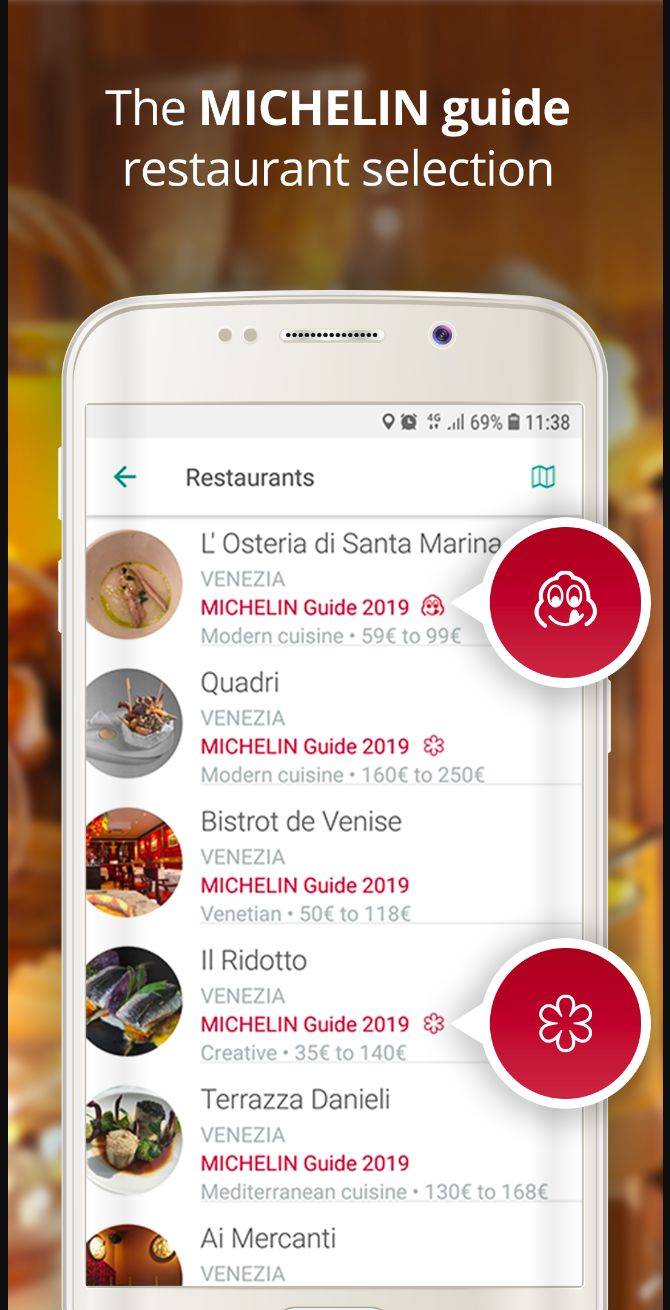 The MICHELIN guide
restaurant selection
4G 69% 11:38
Restaurants
L' Osteria di Santa Marina
VENEZIA
MICHELIN Guide 2019
Modern cuisine • 59€ to 99€
Quadri
VENEZIA
MICHELIN Guide 2019
Modern cuisine • 160€ to 250€
Bistrot de Venise
VENEZIA
MICHELIN Guide 2019
Venetian • 50€ to 118€
Il Ridotto
VENEZIA
MICHELIN Guide 2019
Creative • 35€ to 140€
Terrazza Danieli
VENEZIA
MICHELIN Guide 2019
Mediterranean cuisine • 130€ to 168€
Ai Mercanti
VENEZIA